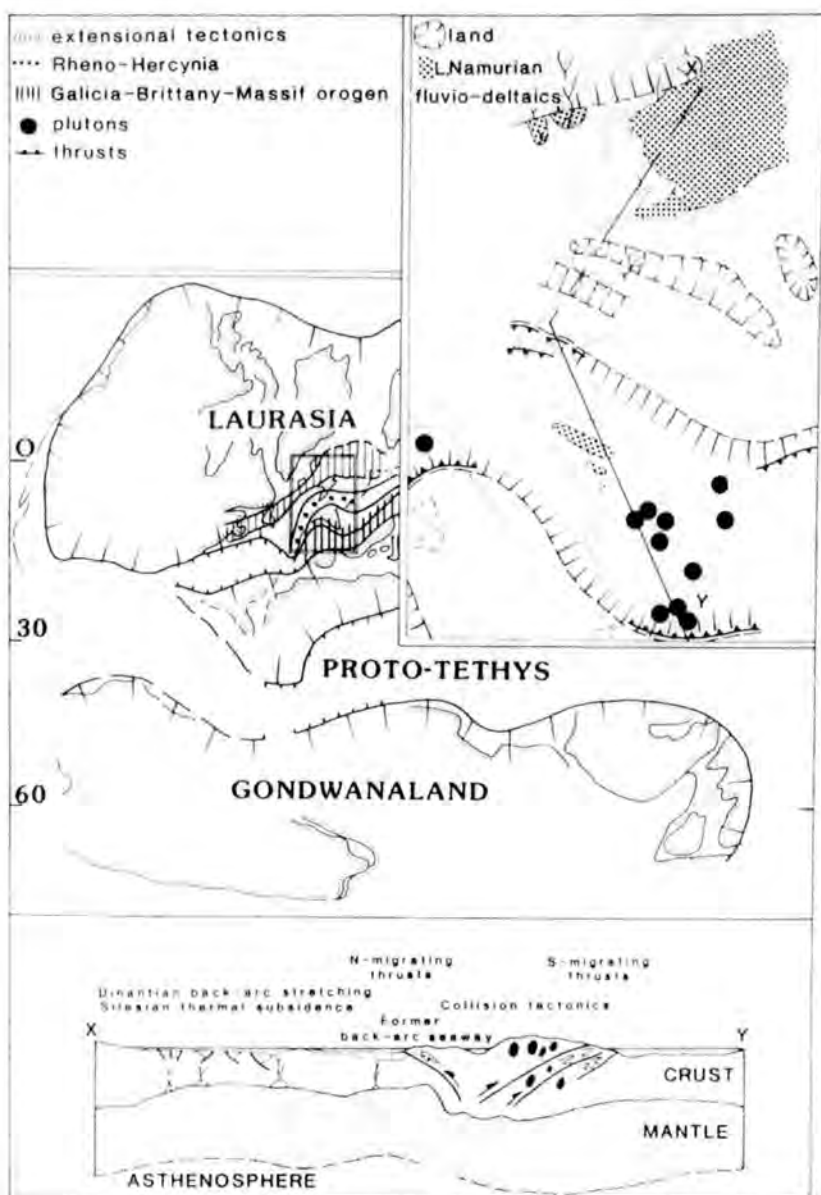 extensional tectonics
Rheno-Hercynia
Galicia-Brittany-Massif orogen
plutons
thrusts
land
L,Namurian
fluvio-deltaics
X
Y
LAURASIA
0
30
PROTO-TETHYS
GONDWANALAND
60
N-migrating
thrusts
S-migrating
thrusts
Dinantian back-arc stretching
Silesian thermal subsidence
Collision tectonics
Former
back-arc seaway
X
Y
CRUST
MANTLE
ASTHENOSPHERE